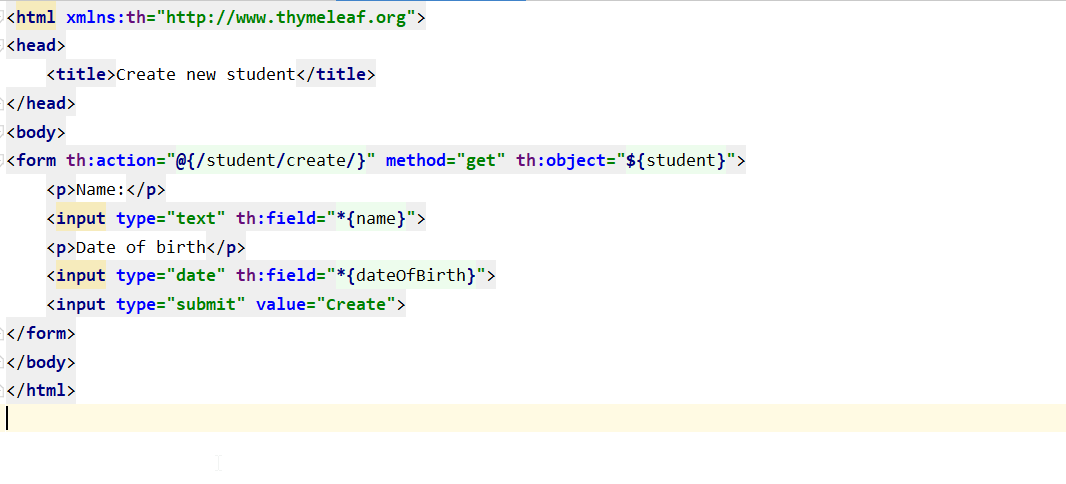 <html xmlns:th="http://www.thymeleaf.org">
<head>
    <title>Create new student</title>
</head>
<body>
<form th:action="@{/student/create/}" method="get" th:object="${student}">
    <p>Name:</p>
    <input type="text" th:field="*{name}">
    <p>Date of birth</p>
    <input type="date" th:field="*{dateOfBirth}">
    <input type="submit" value="Create">
</form>
</body>
</html>